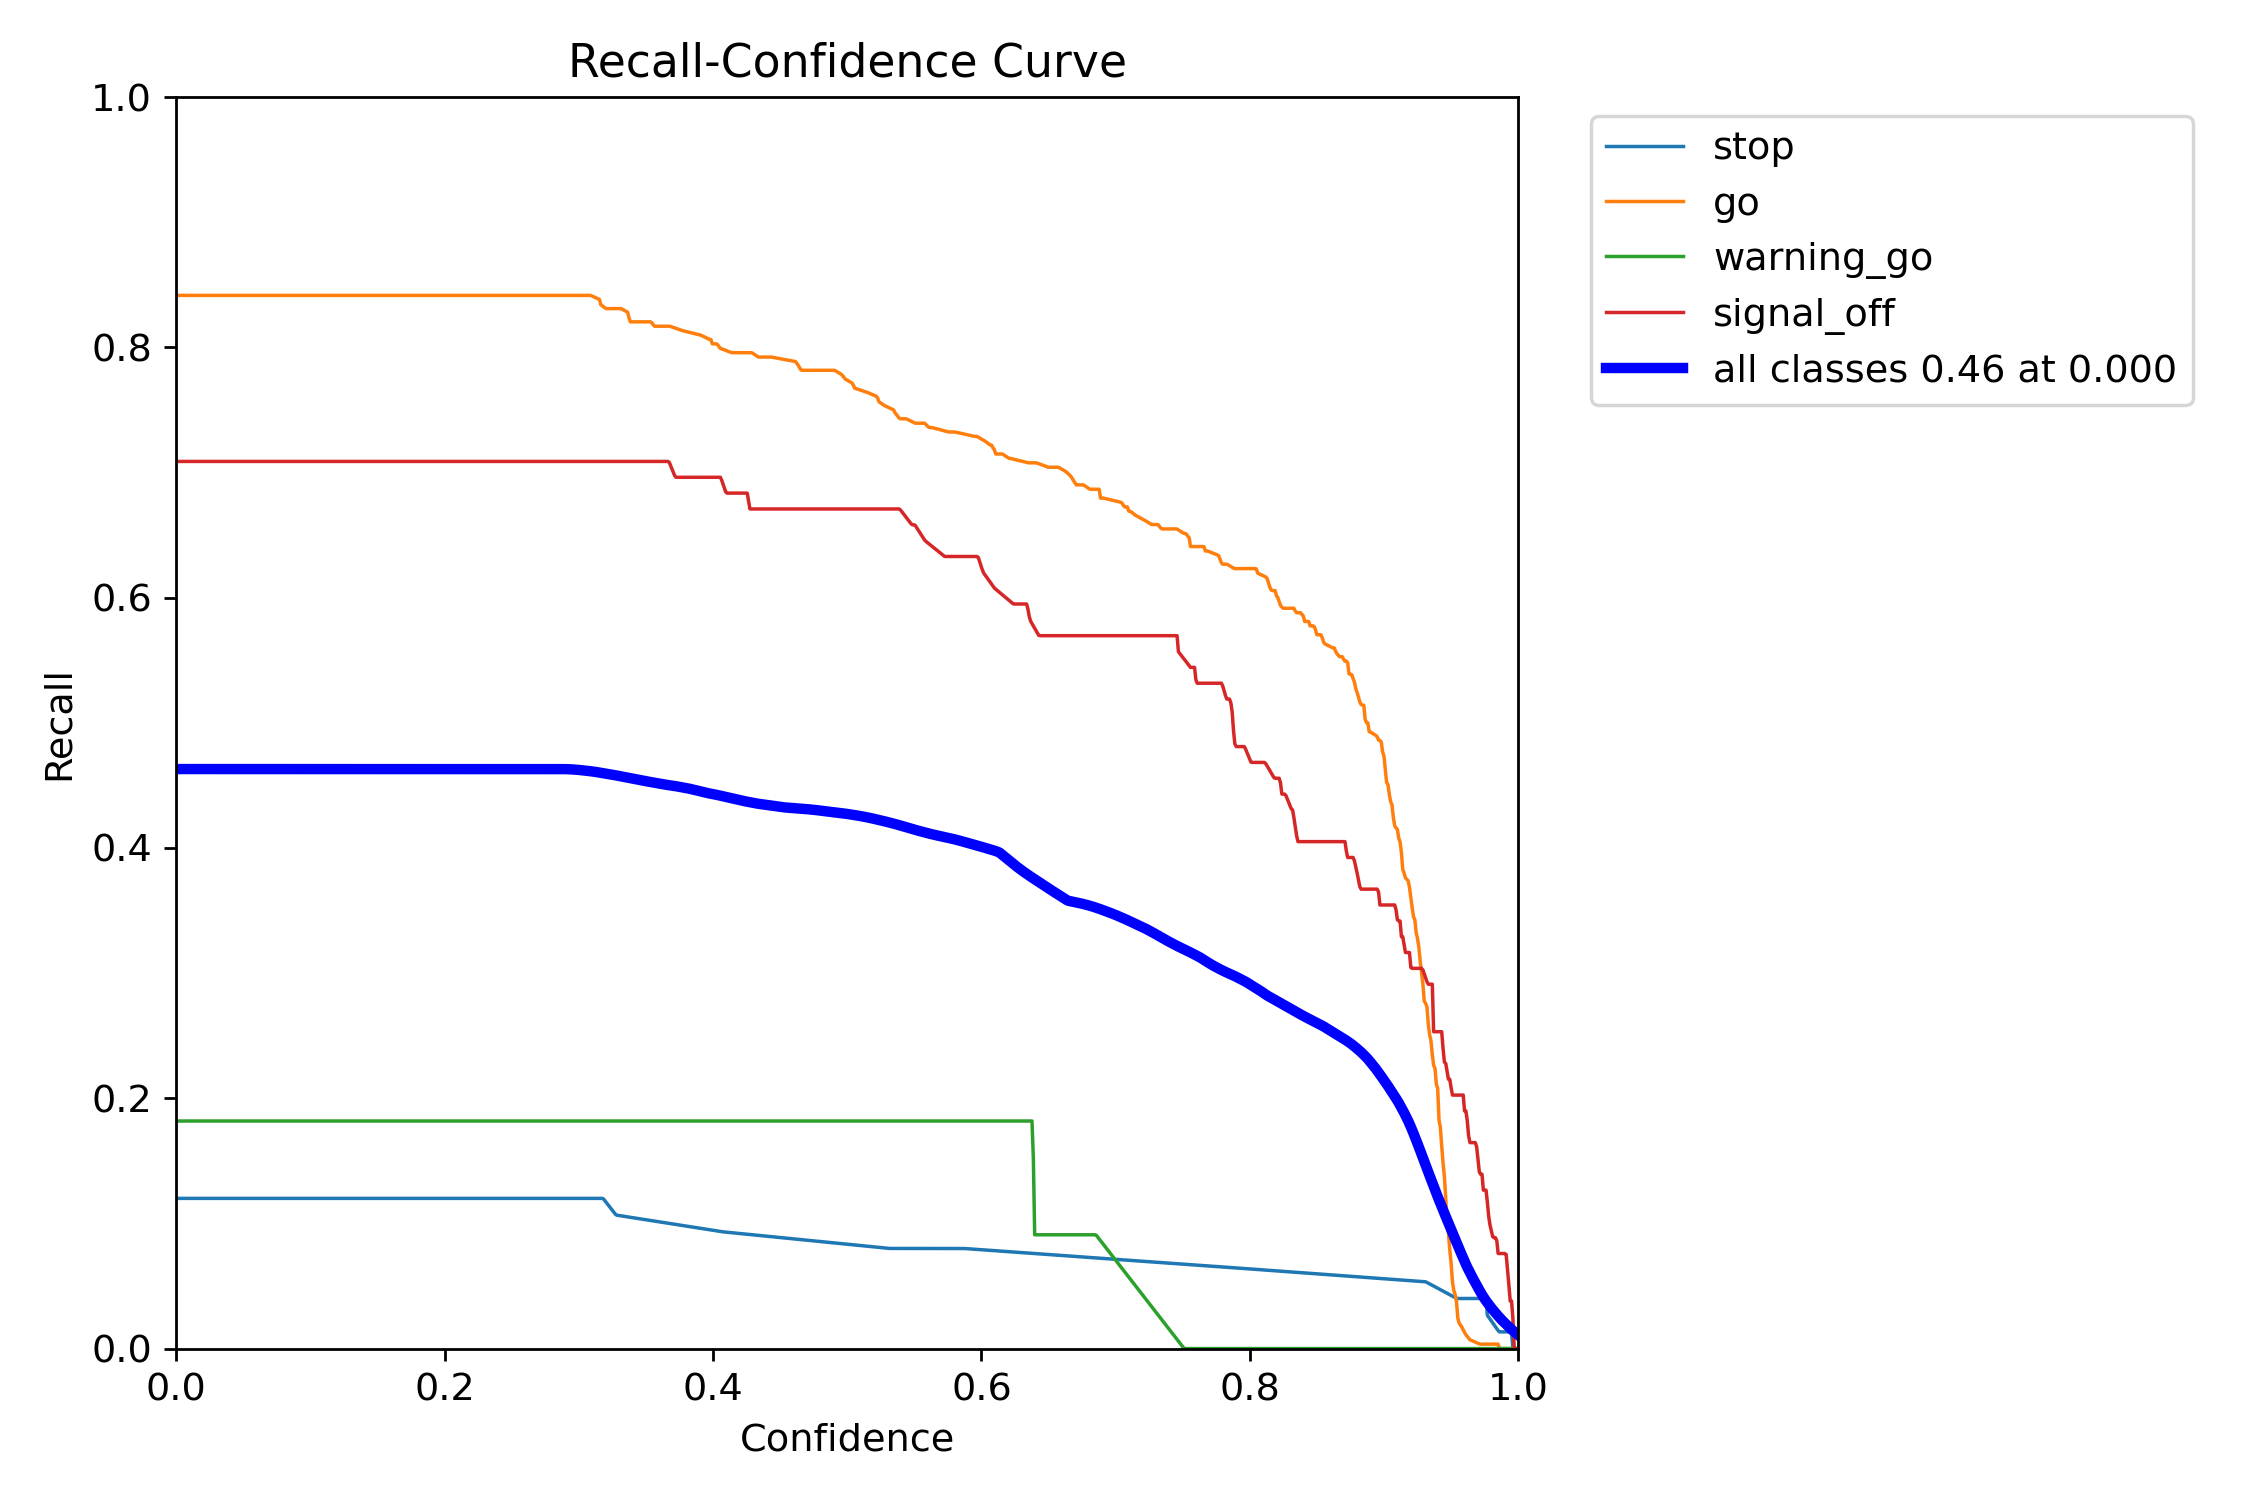 Recall-Confidence Curve
1.0
0.8
0.6
0.4
0.2
0.0
Recall
0.0 0.2 0.4 0.6 0.8 1.0
Confidence
stop
go
warning_go
signal_off
all classes 0.46 at 0.000